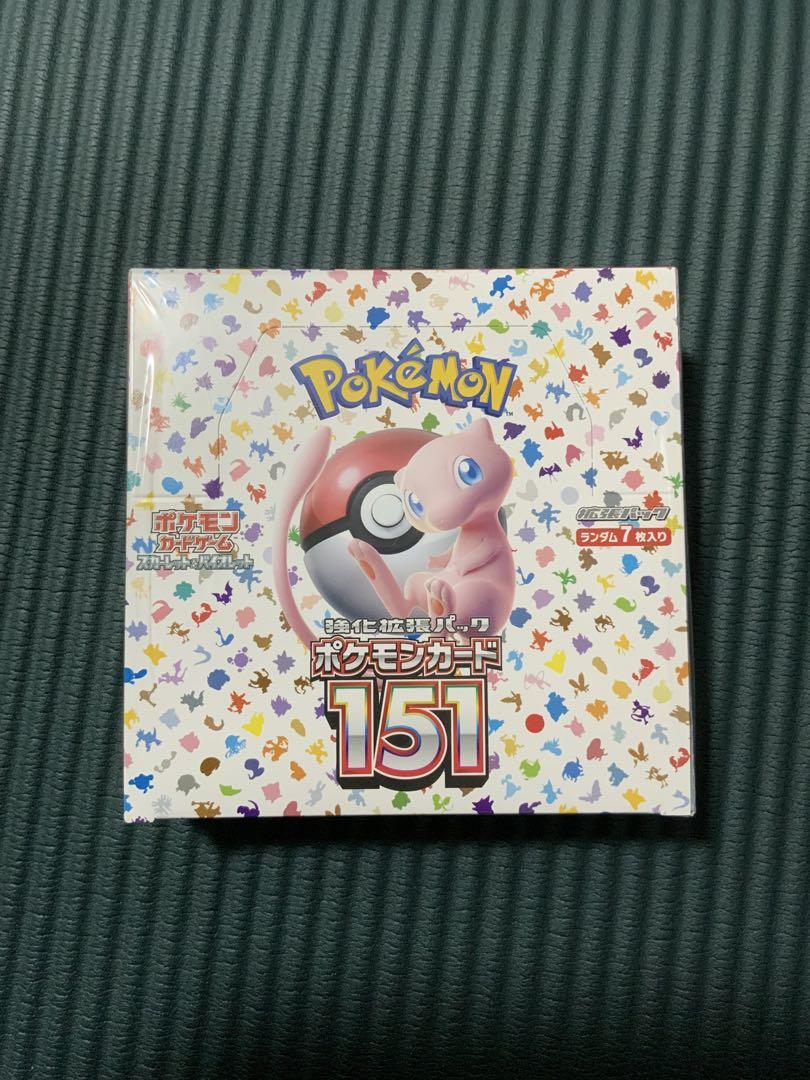 POKéMON
TM
ポケモン
カードゲーム
スカーレット&バイオレット
拡張パック
ランダム7枚入り
強化拡張パック
ポケモンカード
151